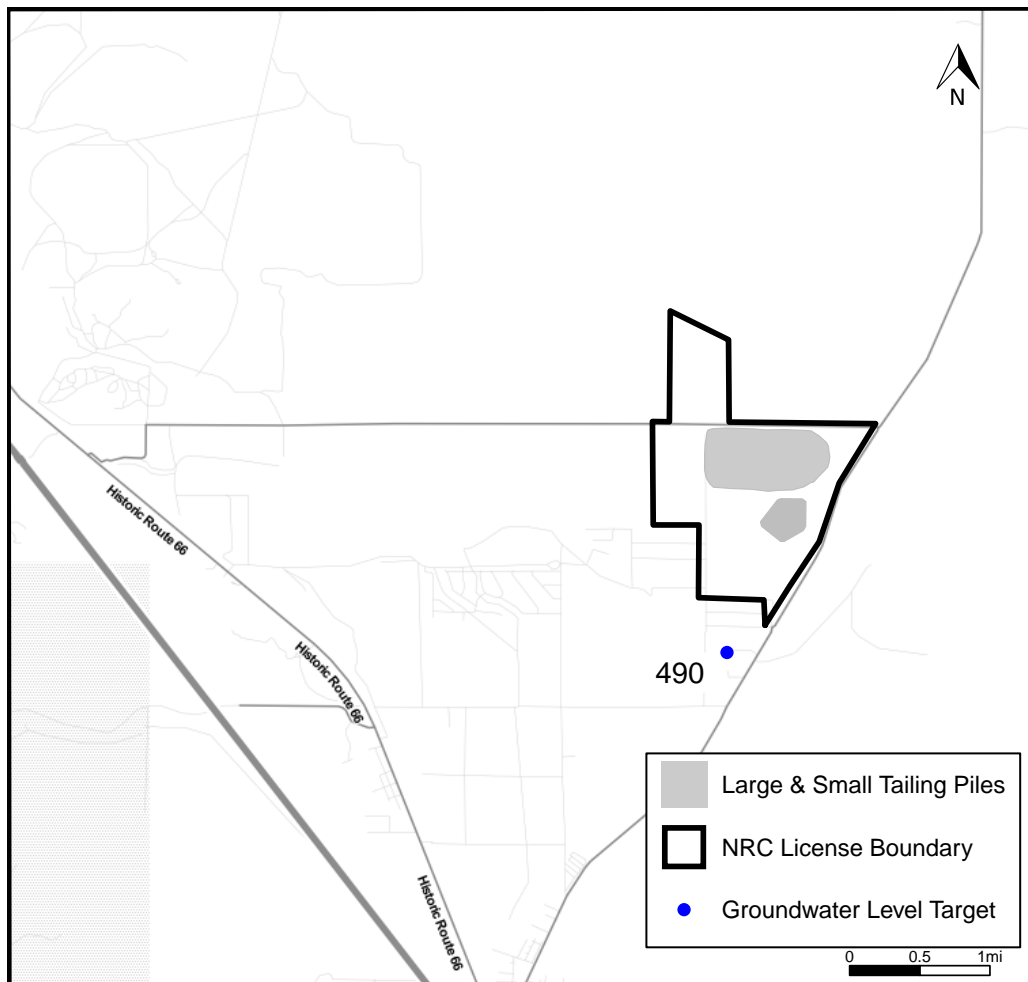 N
Historic Route 66
Historic Route 66
490
Large & Small Tailing Piles
NRC License Boundary
Historic Route 66
Groundwater Level Target
0 0.5 1mi